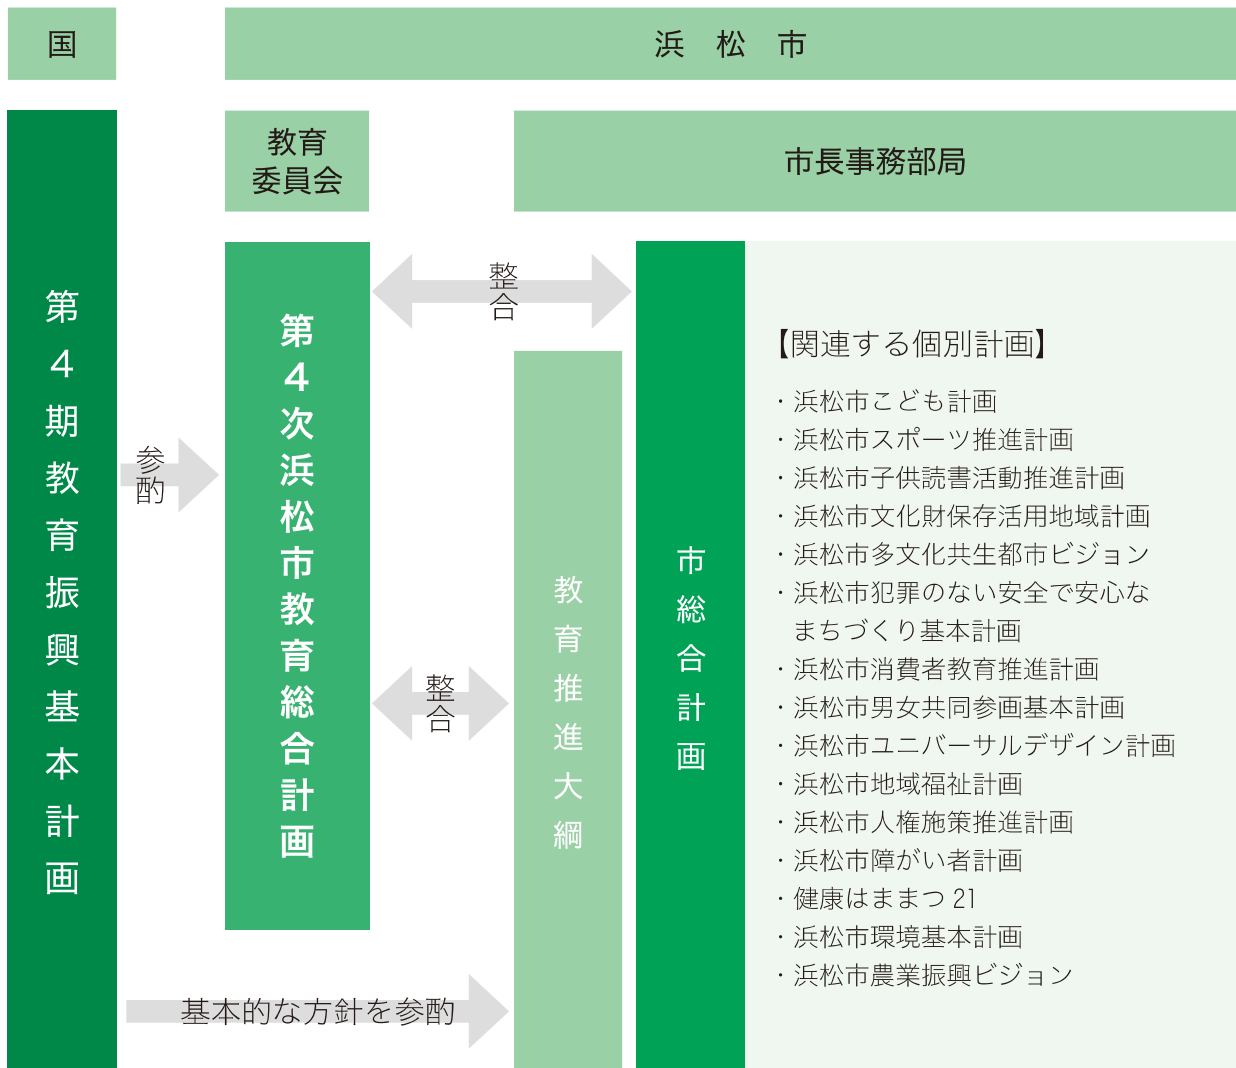 国
浜　松　市
教育
委員会
市長事務部局
第４期教育振興基本計画
参酌
第４次浜松市教育総合計画
整合
整合
基本的な方針を参酌
教育推進大綱
市総合計画
【関連する個別計画】
・浜松市こども計画
・浜松市スポーツ推進計画
・浜松市子供読書活動推進計画
・浜松市文化財保存活用地域計画
・浜松市多文化共生都市ビジョン
・浜松市犯罪のない安全で安心な
まちづくり基本計画
・浜松市消費者教育推進計画
・浜松市男女共同参画基本計画
・浜松市ユニバーサルデザイン計画
・浜松市地域福祉計画
・浜松市人権施策推進計画
・浜松市障がい者計画
・健康はままつ 21
・浜松市環境基本計画
・浜松市農業振興ビジョン